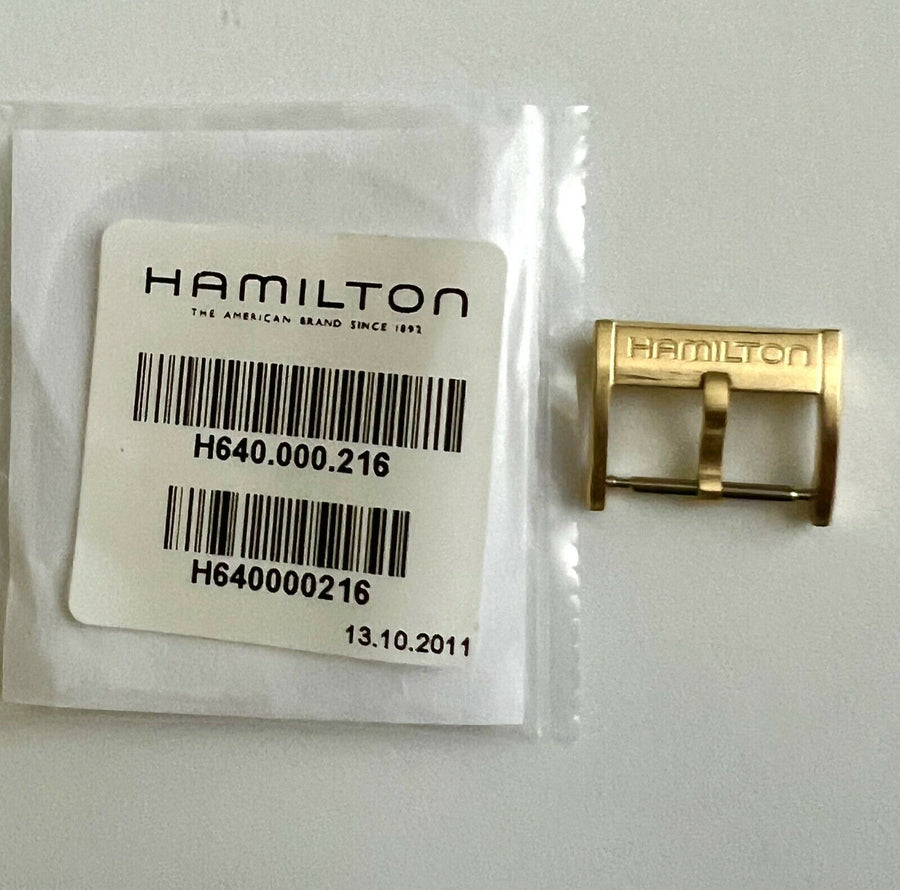 HAMILTON
THE AMERICAN BRAND SINCE 1892
H640.000.216
H640000216
13.10.2011
HAMILTON